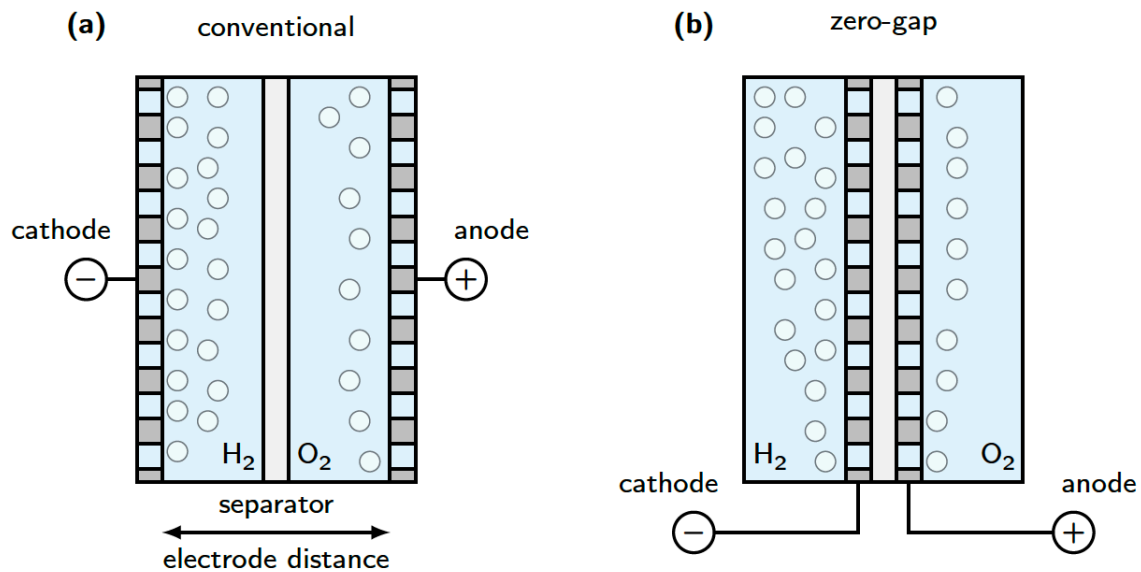 (a)
conventional
cathode
−
anode
+
H₂
O₂
separator
electrode distance
(b)
zero-gap
H₂
O₂
cathode
−
anode
+